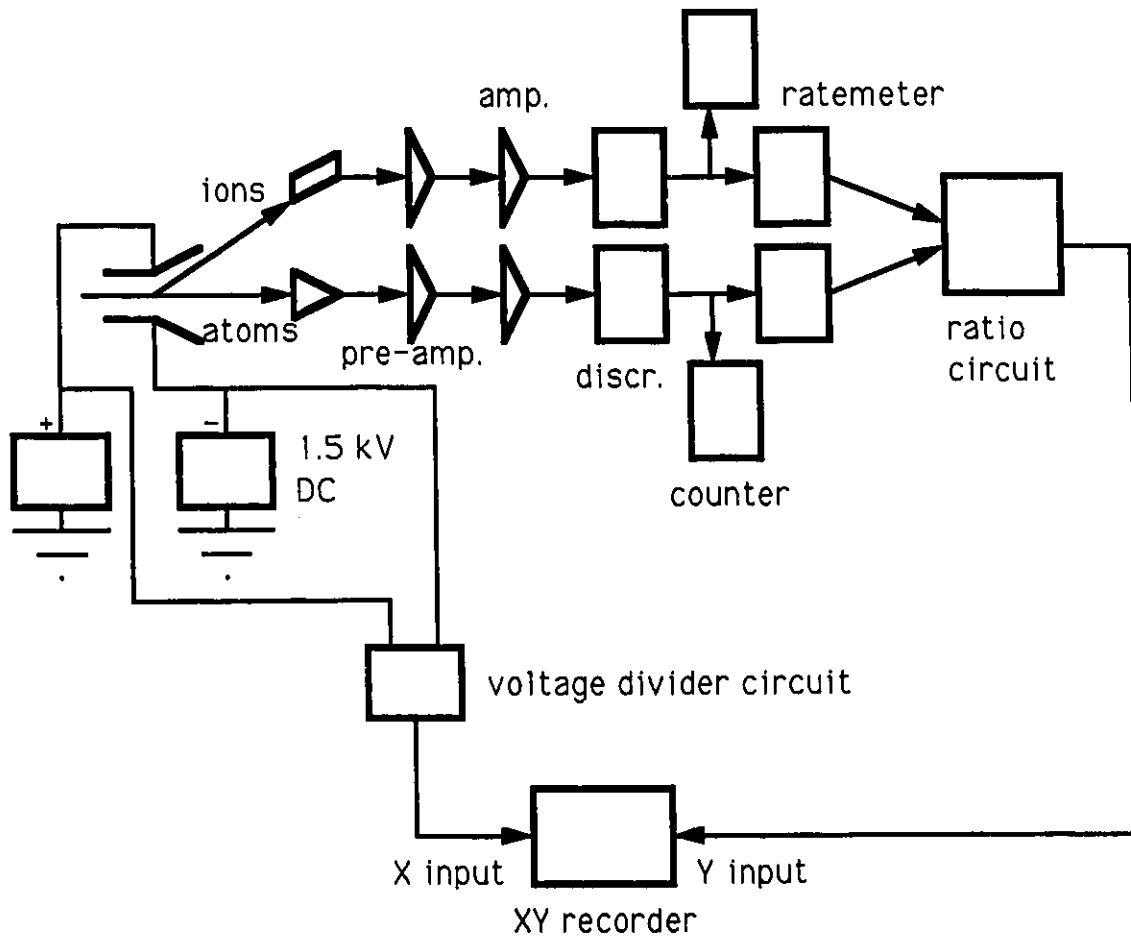 amp.
ratemeter
ions
atoms
pre-amp.
discr.
ratio
circuit
+
-
1.5 kV
DC
counter
voltage divider circuit
X input
Y input
XY recorder